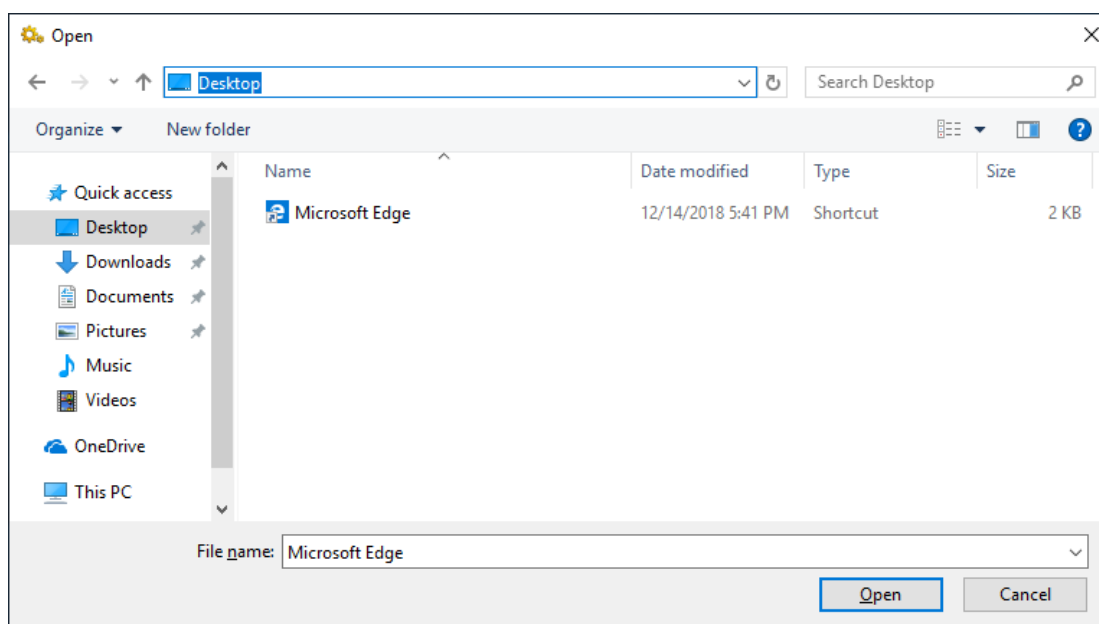 Open
Desktop
Search Desktop
Organize
New folder
?
Quick access
Desktop
Downloads
Documents
Pictures
Music
Videos
OneDrive
This PC
Name Date modified Type Size
Microsoft Edge 12/14/2018 5:41 PM Shortcut 2 KB
File name: Microsoft Edge
Open Cancel